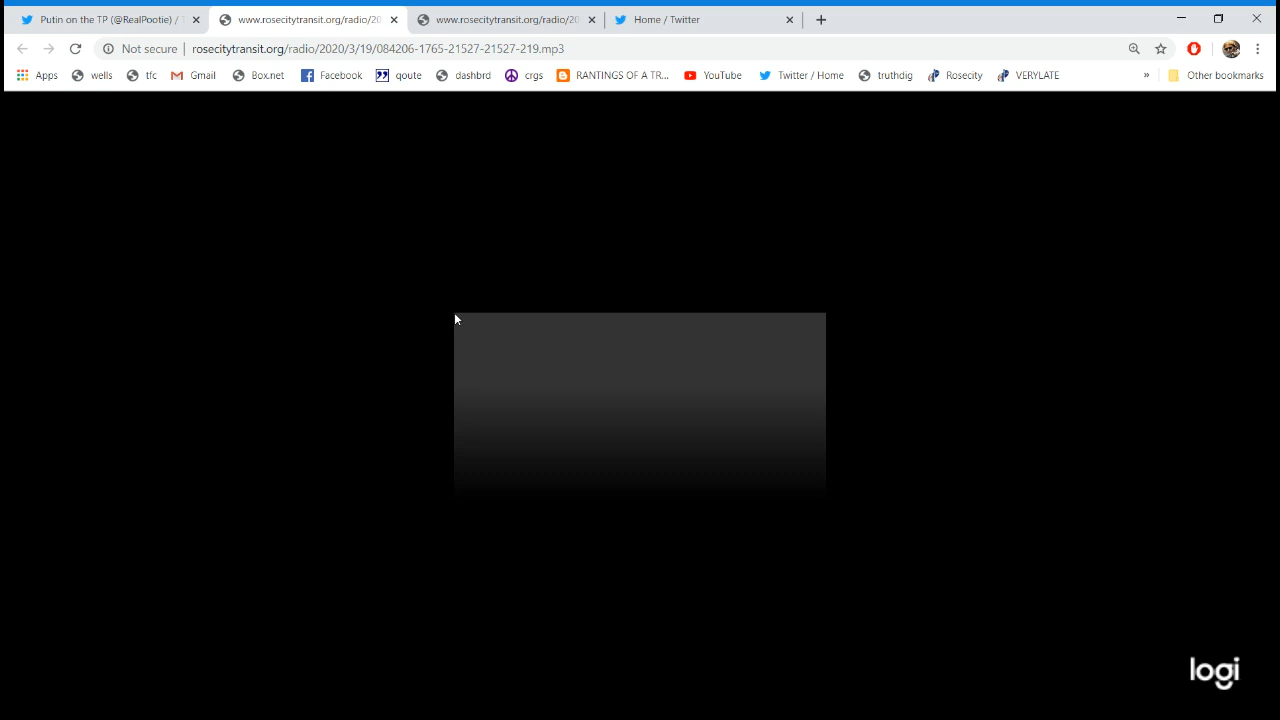 Putin on the TP (@RealPootie) / T
www.rosecitytransit.org/radio/20
www.rosecitytransit.org/radio/20
Home / Twitter
Not secure
rosecitytransit.org/radio/2020/3/19/084206-1765-21527-21527-219.mp3
Apps
wells
tfc
Gmail
Box.net
Facebook
qoute
dashbrd
crgs
RANTINGS OF A TR...
YouTube
Twitter / Home
truthdig
Rosecity
VERYLATE
»
Other bookmarks
logi